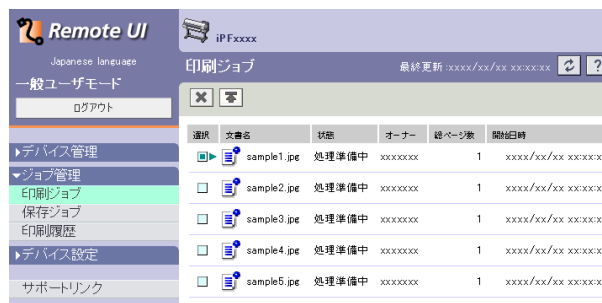 Remote UI
Japanese language
一般ユーザモード
ログアウト
▶デバイス管理
▼ジョブ管理
印刷ジョブ
保存ジョブ
印刷履歴
▶デバイス設定
サポートリンク
iPFxxxx
印刷ジョブ 最終更新:xxxx/xx/xx xx:xx:xx ?
選択 文書名 状態 オーナー 総ページ数 開始日時
sample1.jpg 処理準備中 xxxxxxx 1 xxxx/xx/xx xx:xx:x
sample2.jpg 処理準備中 xxxxxxx 1 xxxx/xx/xx xx:xx:x
sample3.jpg 処理準備中 xxxxxxx 1 xxxx/xx/xx xx:xx:x
sample4.jpg 処理準備中 xxxxxxx 1 xxxx/xx/xx xx:xx:x
sample5.jpg 処理準備中 xxxxxxx 1 xxxx/xx/xx xx:xx:x